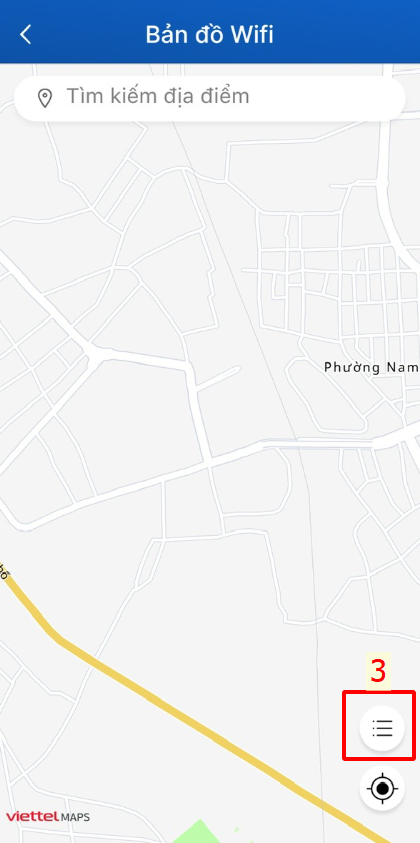 Bản đồ Wifi
Tìm kiếm địa điểm
Phường Nam
3
viettel MAPS